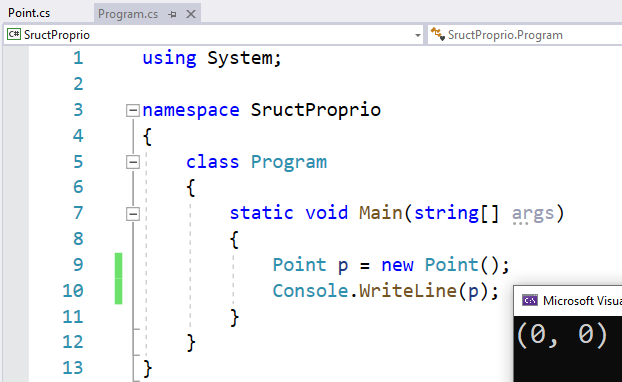 Point.cs Program.cs
C# SructProprio SructProprio.Program
1 using System;
2
3 namespace SructProprio
4 {
5 class Program
6 {
7 static void Main(string[] args)
8 {
9 Point p = new Point();
10 Console.WriteLine(p);
11 }
12 }
13 }
C:\ Microsoft Visua
(0, 0)